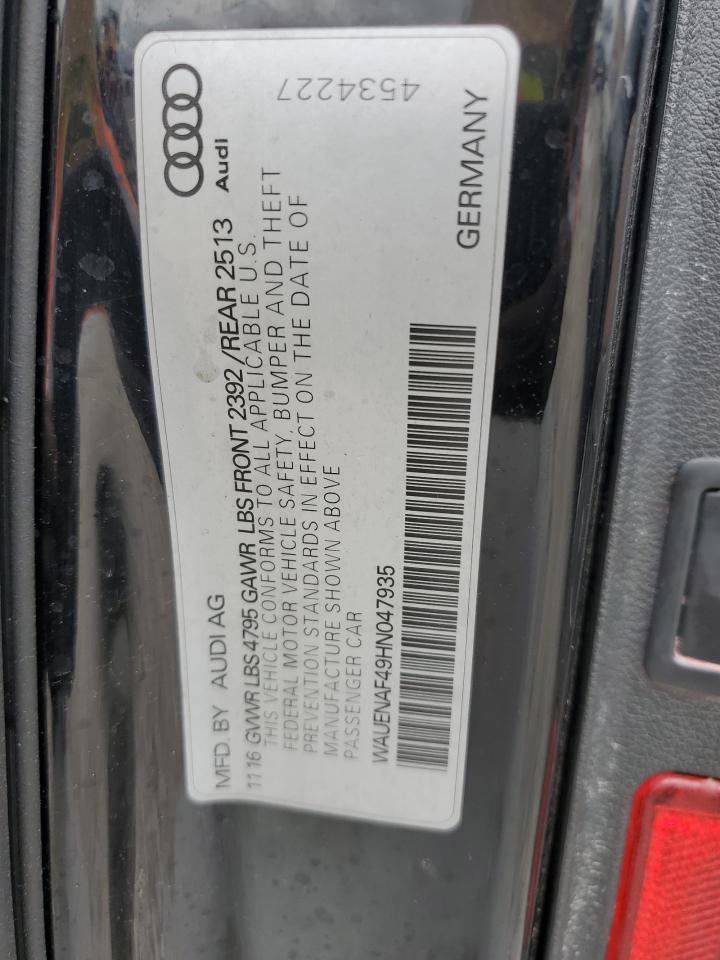 MFD. BY AUDI AG
Audi
11 16 GVWR LBS 4795 GAWR LBS FRONT 2392 /REAR 2513
THIS VEHICLE CONFORMS TO ALL APPLICABLE U.S.
FEDERAL MOTOR VEHICLE SAFETY, BUMPER AND THEFT
PREVENTION STANDARDS IN EFFECT ON THE DATE OF
MANUFACTURE SHOWN ABOVE
PASSENGER CAR
WAUENAF49HN047935
GERMANY
4534227